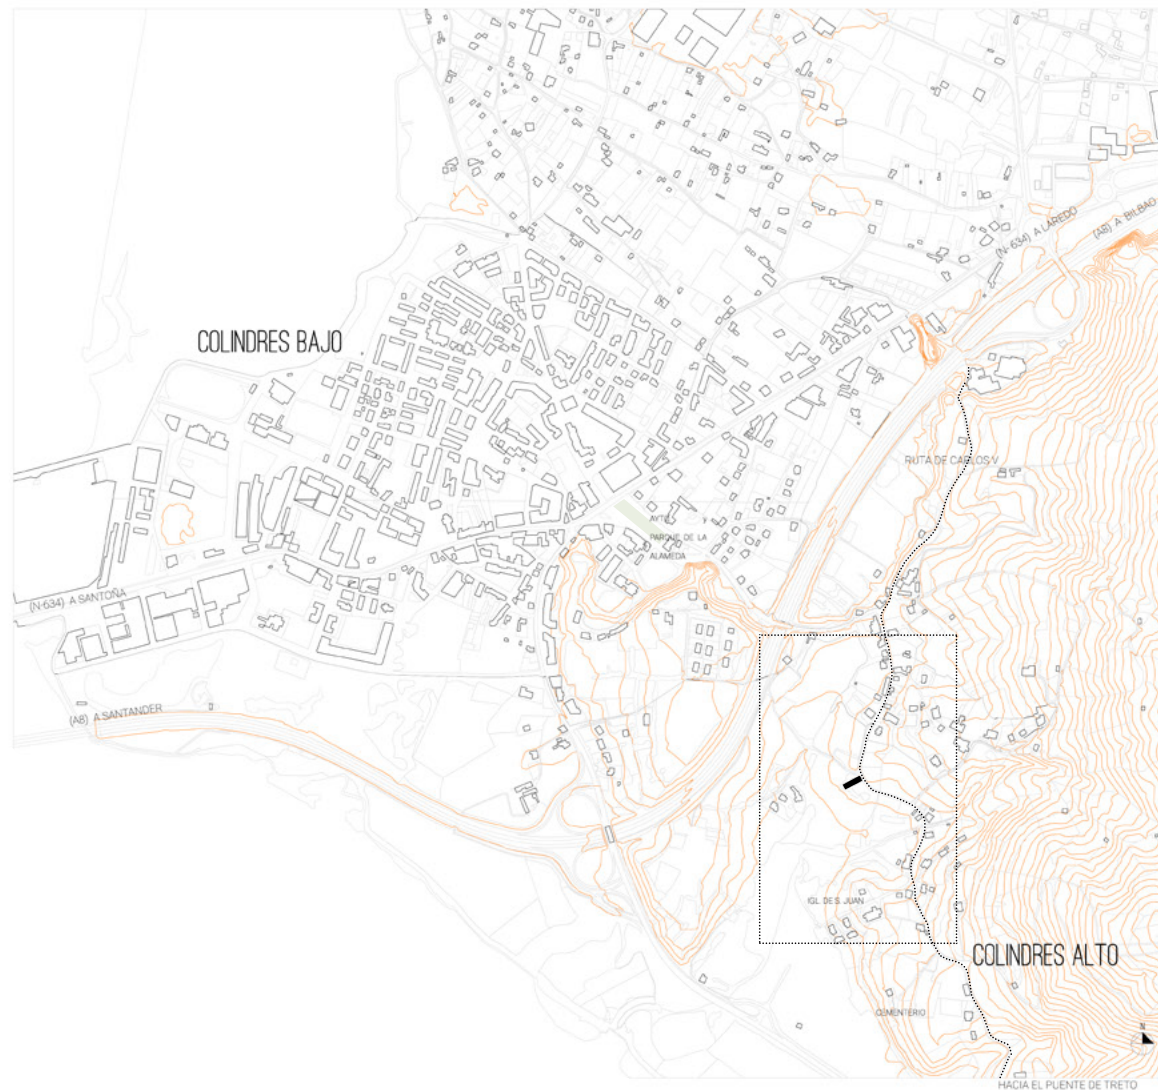 (N-634) A LAREDO
(A8) A BILBAO
COLINDRES BAJO
RUTA DE CARLOS V
AYTO.
PARQUE DE LA
ALAMEDA
(N-634) A SANTOÑA
(A8) A SANTANDER
IGL. DE S. JUAN
COLINDRES ALTO
CEMENTERIO
N
HACIA EL PUENTE DE TRETO